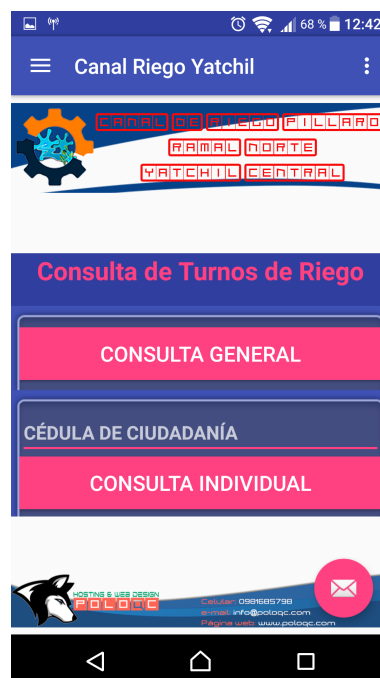 68 % 12:42
Canal Riego Yatchil
CANAL DE RIEGO PILLARO
RAMAL NORTE
YATCHIL CENTRAL
Consulta de Turnos de Riego
CONSULTA GENERAL
CÉDULA DE CIUDADANÍA
CONSULTA INDIVIDUAL
HOSTING & WEB DESIGN
POLOQC
Celular: 0981685798
e-mail: info@poloqc.com
Página web: www.poloqc.com